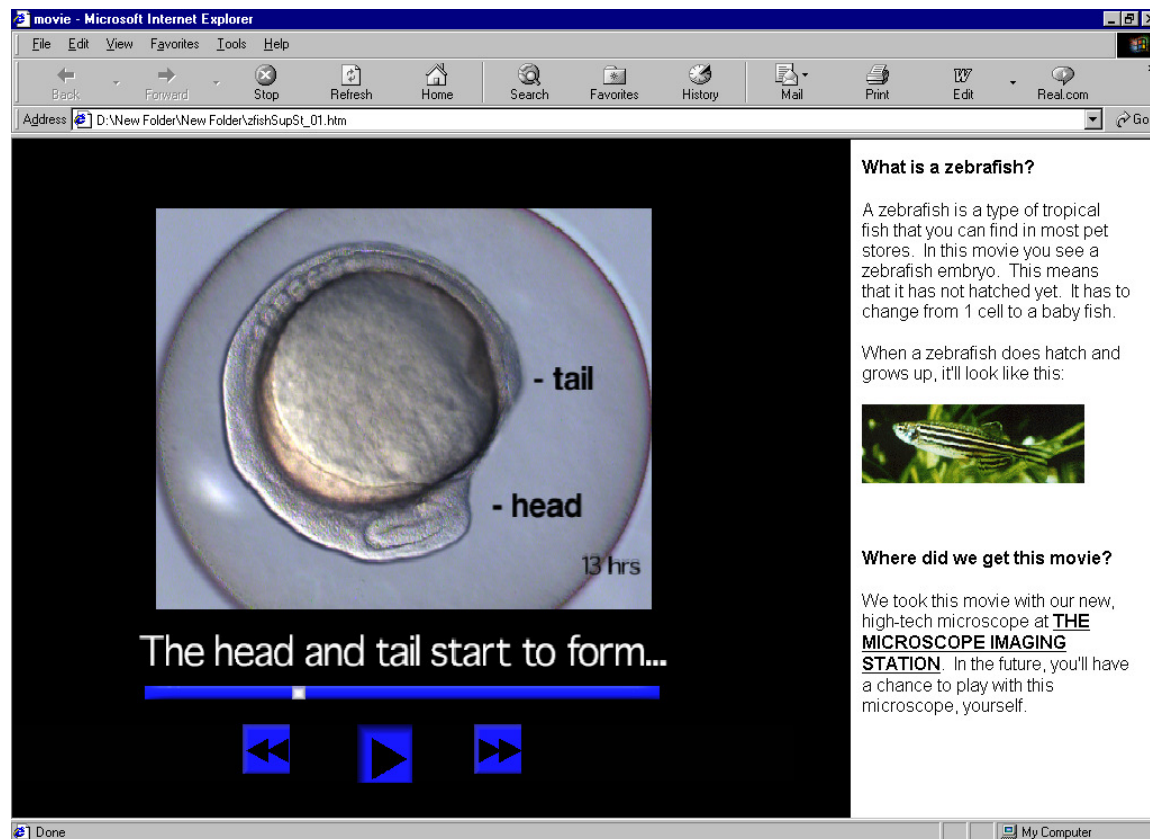 movie - Microsoft Internet Explorer
File Edit View Favorites Tools Help
Back Forward Stop Refresh Home Search Favorites History Mail Print Edit Real.com
Address D:\New Folder\New Folder\zfishSupSt_01.htm Go
- tail
- head
13 hrs
The head and tail start to form...
What is a zebrafish?
A zebrafish is a type of tropical
fish that you can find in most pet
stores. In this movie you see a
zebrafish embryo. This means
that it has not hatched yet. It has to
change from 1 cell to a baby fish.
When a zebrafish does hatch and
grows up, it'll look like this:
Where did we get this movie?
We took this movie with our new,
high-tech microscope at THE
MICROSCOPE IMAGING
STATION. In the future, you'll have
a chance to play with this
microscope, yourself.
Done My Computer